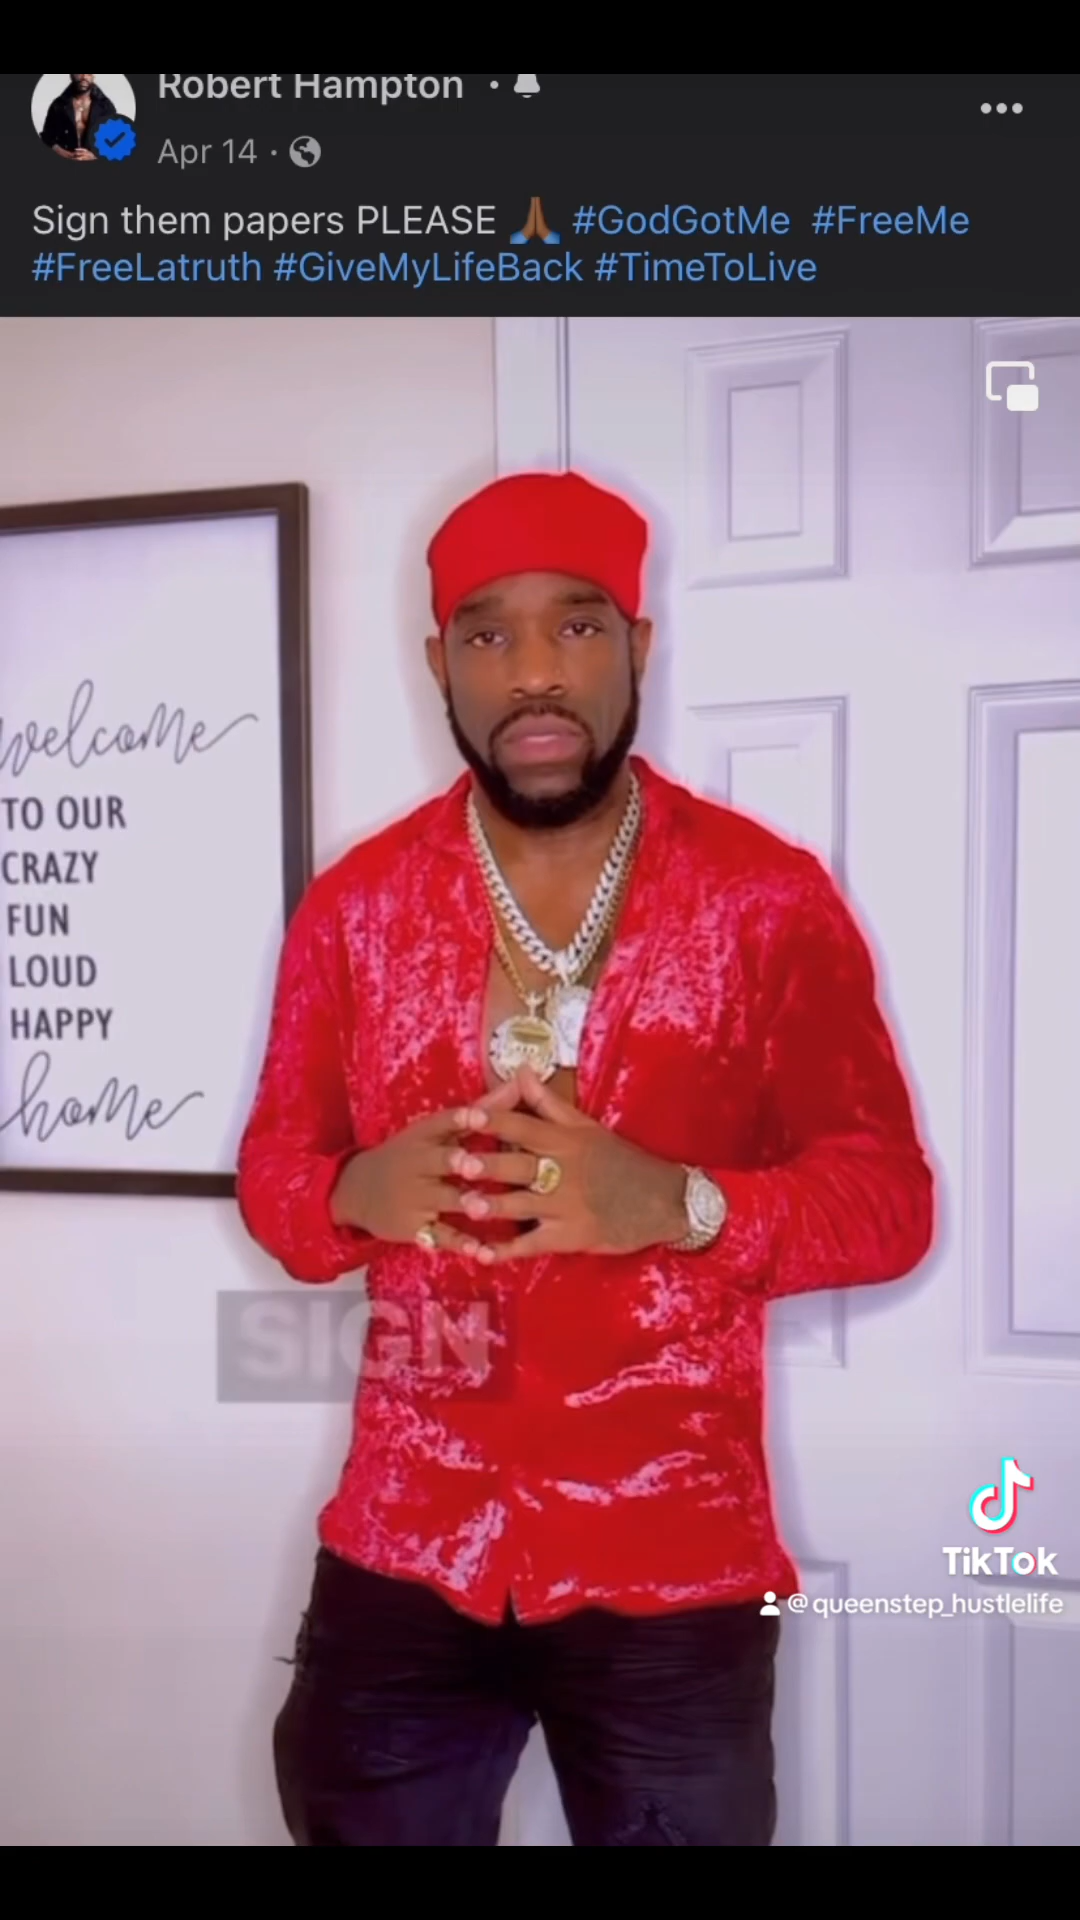 Robert Hampton
Apr 14
Sign them papers PLEASE 🙏🏾 #GodGotMe #FreeMe
#FreeLatruth #GiveMyLifeBack #TimeToLive
welcome
TO OUR
CRAZY
FUN
LOUD
HAPPY
home
SIGN
TikTok
@queenstep_hustlelife